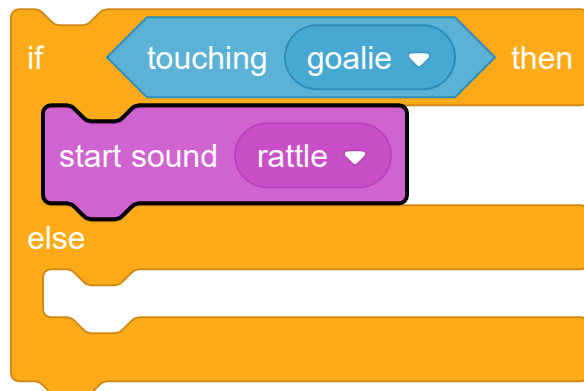 if touching goalie then
start sound rattle
else